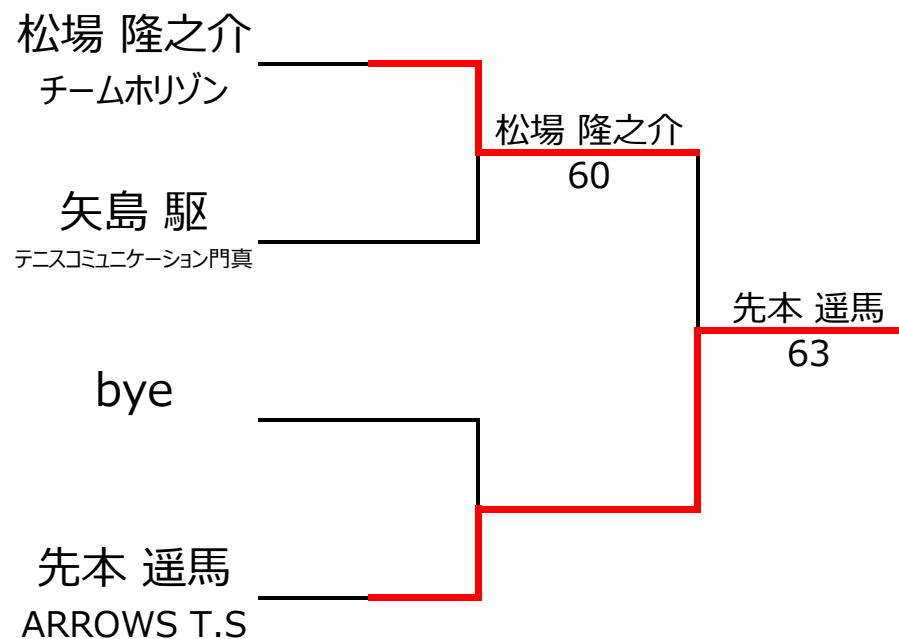 松場 隆之介
チームホリゾン
松場 隆之介
60
矢島 駆
テニスコミュニケーション門真
先本 遥馬
63
bye
先本 遥馬
ARROWS T.S